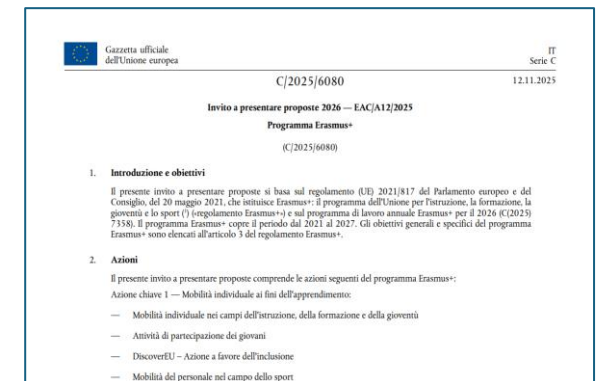 Gazzetta ufficiale
dell'Unione europea
IT
Serie C
C/2025/6080
12.11.2025
Invito a presentare proposte 2026 — EAC/A12/2025
Programma Erasmus+
(C/2025/6080)
1. Introduzione e obiettivi
Il presente invito a presentare proposte si basa sul regolamento (UE) 2021/817 del Parlamento europeo e del
Consiglio, del 20 maggio 2021, che istituisce Erasmus+: il programma dell'Unione per l'istruzione, la formazione, la
gioventù e lo sport (¹) («regolamento Erasmus+») e sul programma di lavoro annuale Erasmus+ per il 2026 (C(2025)
7358). Il programma Erasmus+ copre il periodo dal 2021 al 2027. Gli obiettivi generali e specifici del programma
Erasmus+ sono elencati all'articolo 3 del regolamento Erasmus+.
2. Azioni
Il presente invito a presentare proposte comprende le azioni seguenti del programma Erasmus+:
Azione chiave 1 — Mobilità individuale ai fini dell'apprendimento:
— Mobilità individuale nei campi dell'istruzione, della formazione e della gioventù
— Attività di partecipazione dei giovani
— DiscoverEU – Azione a favore dell'inclusione
— Mobilità del personale nel campo dello sport